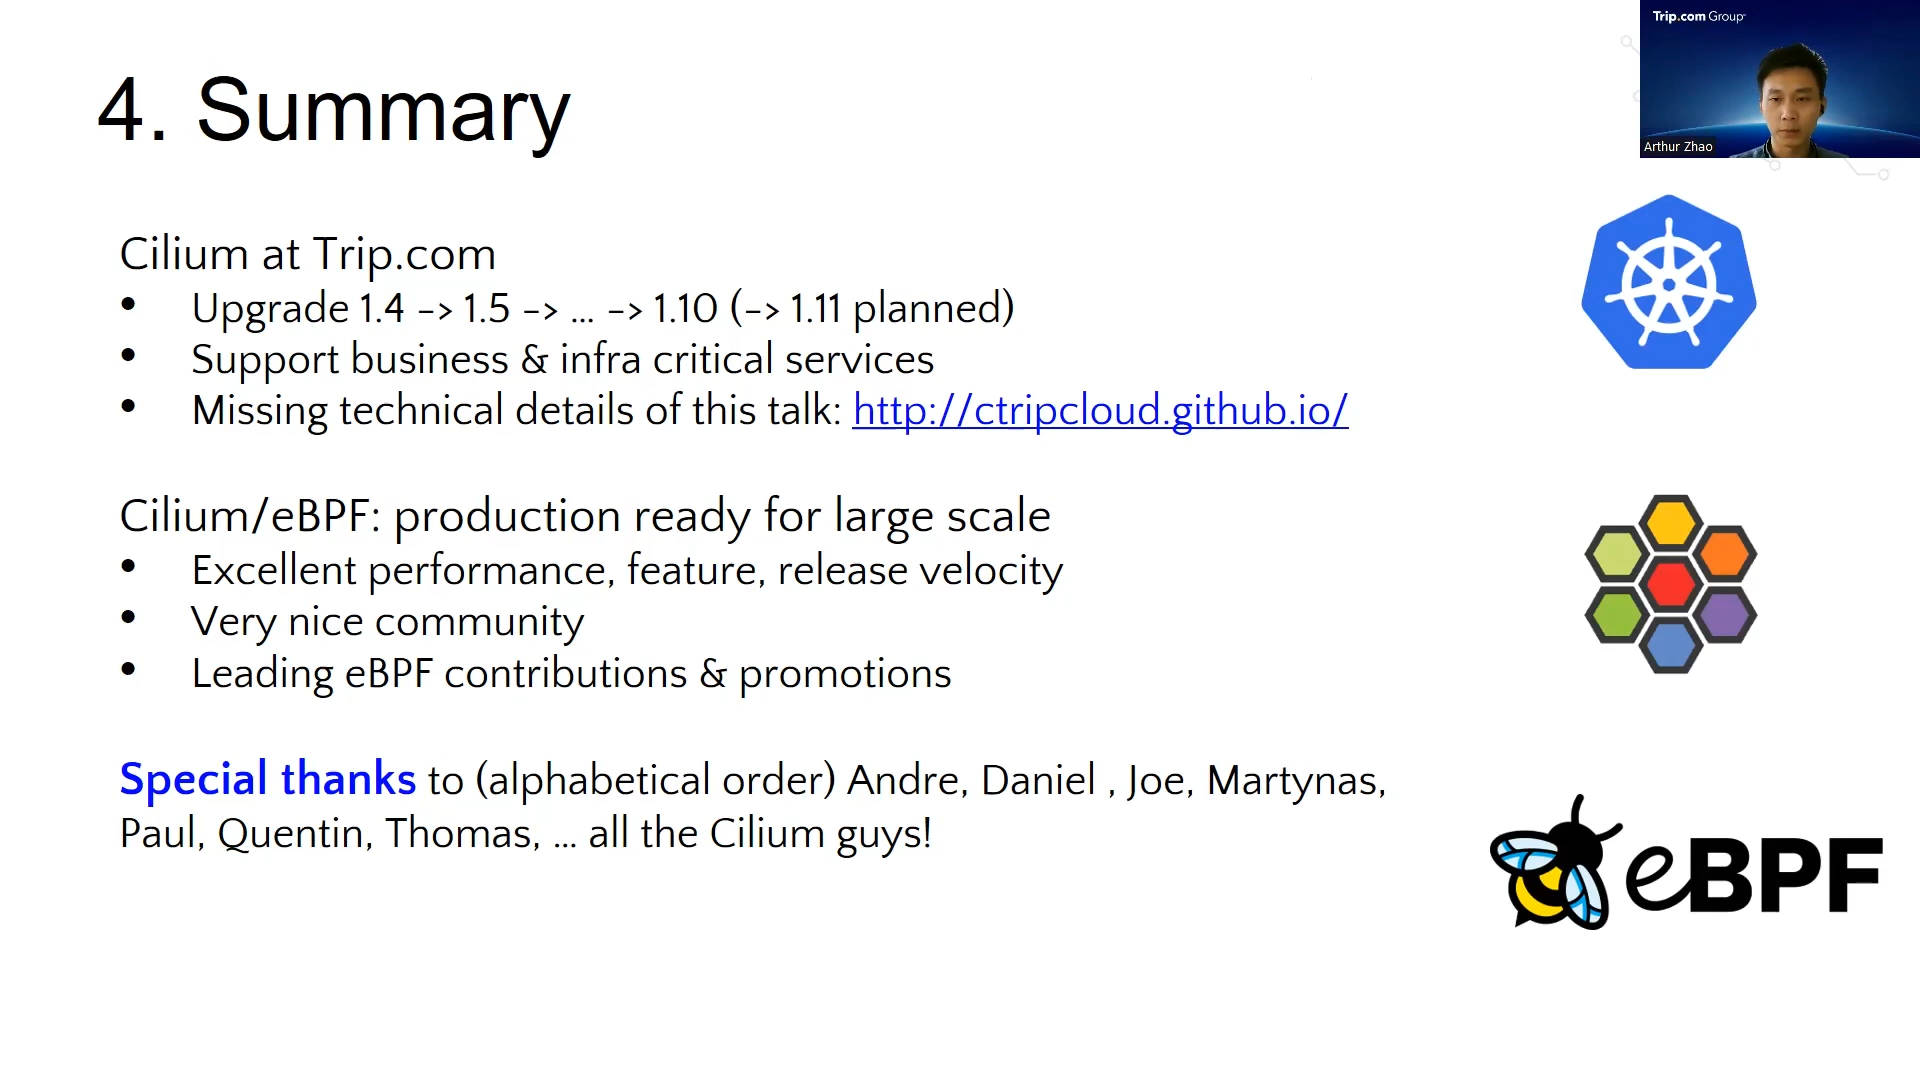 Trip.com Group
Arthur Zhao
4. Summary
Cilium at Trip.com
• Upgrade 1.4 -> 1.5 -> ... -> 1.10 (-> 1.11 planned)
• Support business & infra critical services
• Missing technical details of this talk: http://ctripcloud.github.io/
Cilium/eBPF: production ready for large scale
• Excellent performance, feature, release velocity
• Very nice community
• Leading eBPF contributions & promotions
Special thanks to (alphabetical order) Andre, Daniel , Joe, Martynas,
Paul, Quentin, Thomas, ... all the Cilium guys!
eBPF